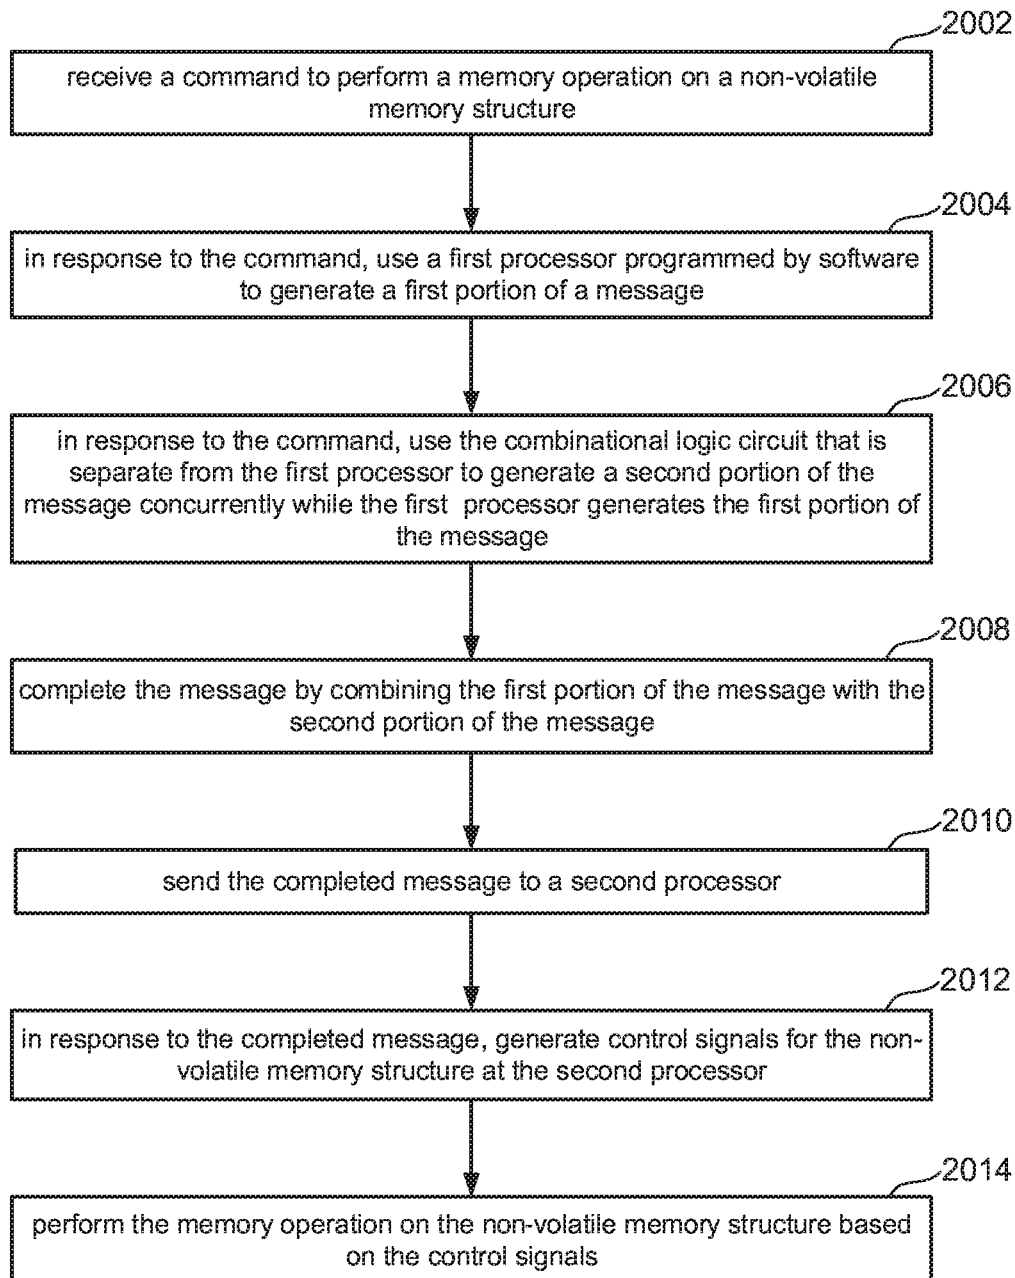 2002
receive a command to perform a memory operation on a non-volatile
memory structure
2004
in response to the command, use a first processor programmed by software
to generate a first portion of a message
2006
in response to the command, use the combinational logic circuit that is
separate from the first processor to generate a second portion of the
message concurrently while the first processor generates the first portion of
the message
2008
complete the message by combining the first portion of the message with the
second portion of the message
2010
send the completed message to a second processor
2012
in response to the completed message, generate control signals for the non-
volatile memory structure at the second processor
2014
perform the memory operation on the non-volatile memory structure based
on the control signals